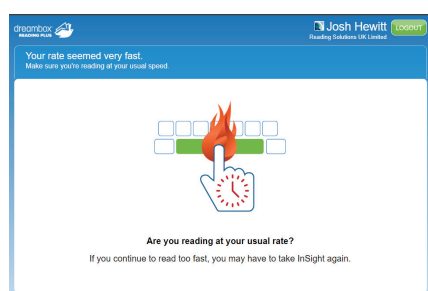 dreambox
READING PLUS
Josh Hewitt
LOGOUT
Reading Solutions UK Limited
Your rate seemed very fast.
Make sure you're reading at your usual speed.
Are you reading at your usual rate?
If you continue to read too fast, you may have to take InSight again.